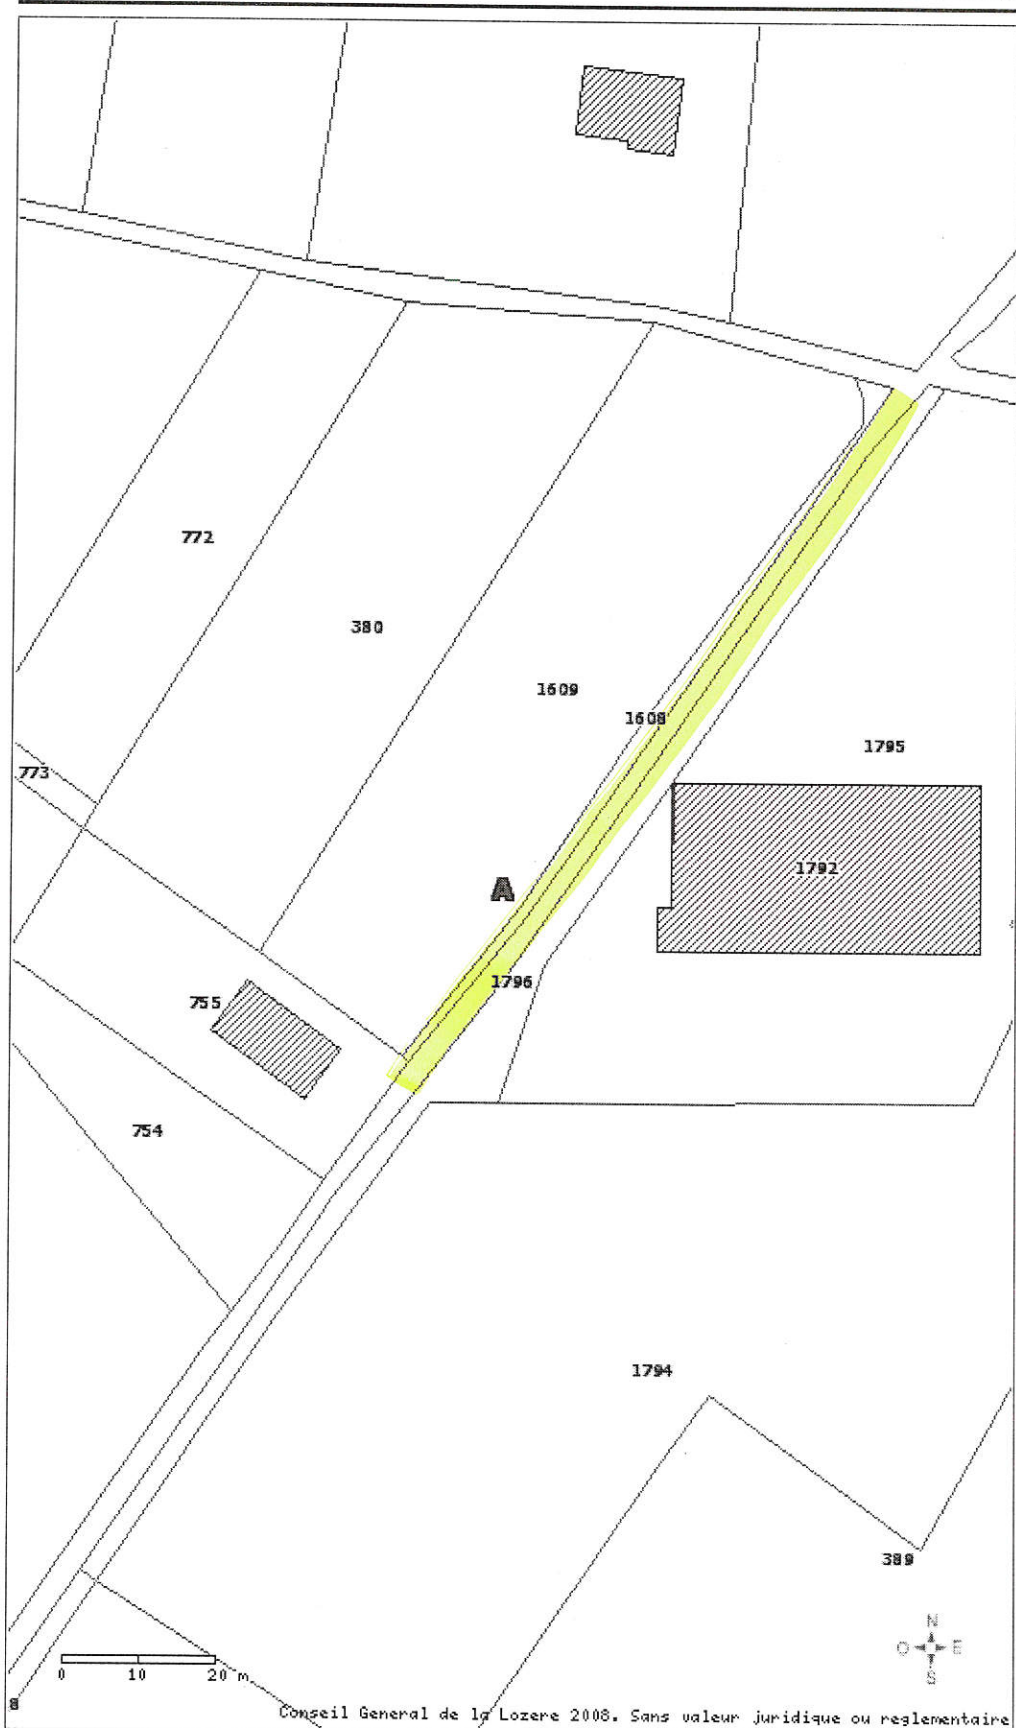 772
380
1609
1608
1795
773
1792
A
1796
755
754
1794
389
N
O E
S
0 10 20 m
8
Conseil General de la Lozere 2008. Sans valeur juridique ou reglementaire